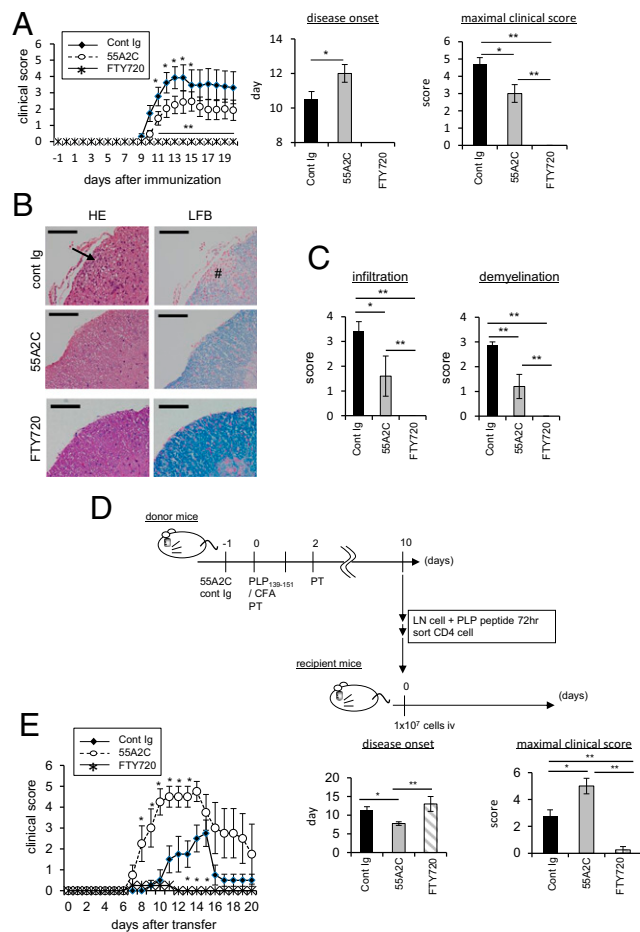 A
Cont Ig
55A2C
FTY720
clinical score
6
5
4
3
2
1
0
* * * * *
**
-1 1 3 5 7 9 11 13 15 17 19
days after immunization
disease onset
day
14
12
10
8
*
Cont Ig
55A2C
FTY720
maximal clinical score
score
6
5
4
3
2
1
0
**
*
**
Cont Ig
55A2C
FTY720
B
HE LFB
cont Ig
#
55A2C
FTY720
C
infiltration
score
4
3
2
1
0
**
*
**
Cont Ig
55A2C
FTY720
demyelination
score
4
3
2
1
0
**
**
**
Cont Ig
55A2C
FTY720
D
donor mice
-1 0 2 10
(days)
55A2C
cont Ig
PLP139-151
/ CFA
PT
PT
LN cell + PLP peptide 72hr
sort CD4 cell
recipient mice
0
(days)
1x10⁷ cells iv
E
Cont Ig
55A2C
FTY720
clinical score
6
5
4
3
2
1
0
* * * * * *
* * *
0 2 4 6 8 10 12 14 16 18 20
days after transfer
disease onset
day
20
15
10
5
0
*
**
Cont Ig
55A2C
FTY720
maximal clinical score
score
6
4
2
0
**
*
**
Cont Ig
55A2C
FTY720